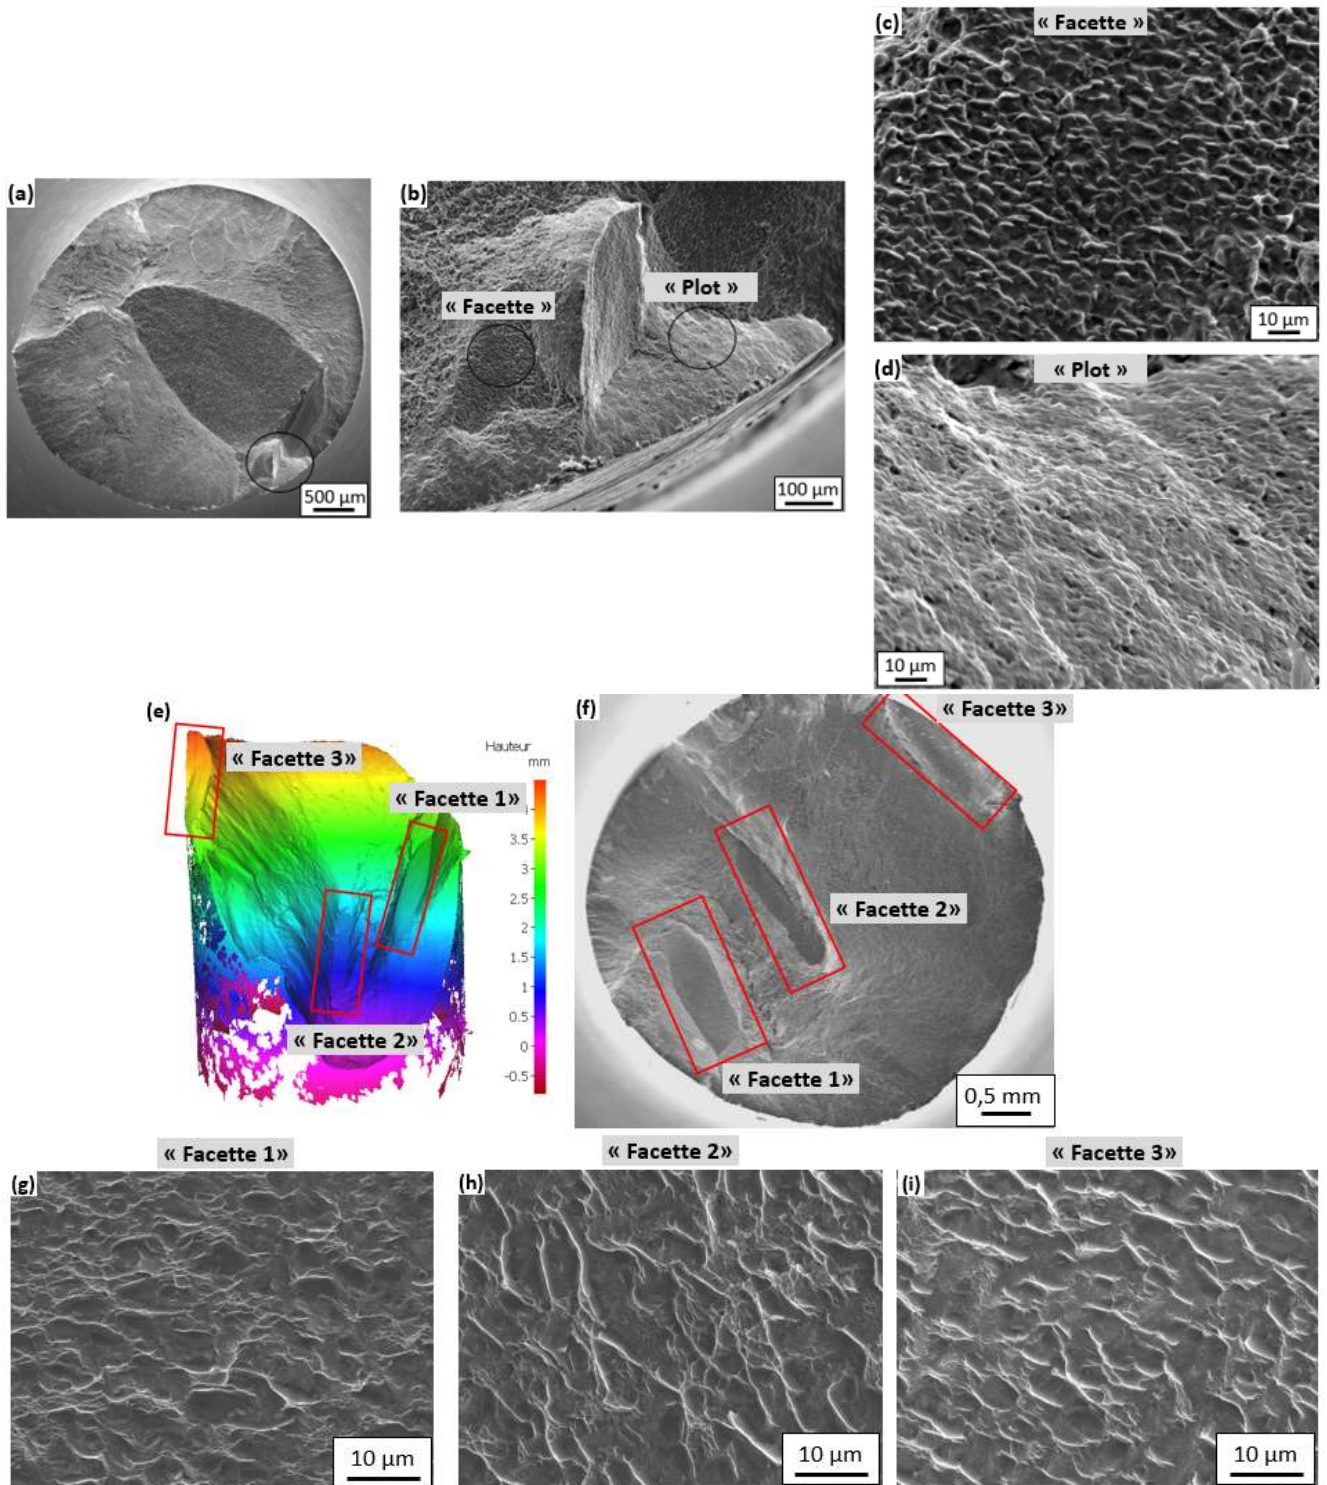 (c)
« Facette »
10 µm
(a)
500 µm
(b)
« Facette »
« Plot »
100 µm
(d)
« Plot »
10 µm
(e)
« Facette 3»
« Facette 1»
« Facette 2»
Hauteur
mm
3.5
3
2.5
2
1.5
1
0.5
0
-0.5
(f)
« Facette 3»
« Facette 2»
« Facette 1»
0,5 mm
« Facette 1»
(g)
10 µm
« Facette 2»
(h)
10 µm
« Facette 3»
(i)
10 µm